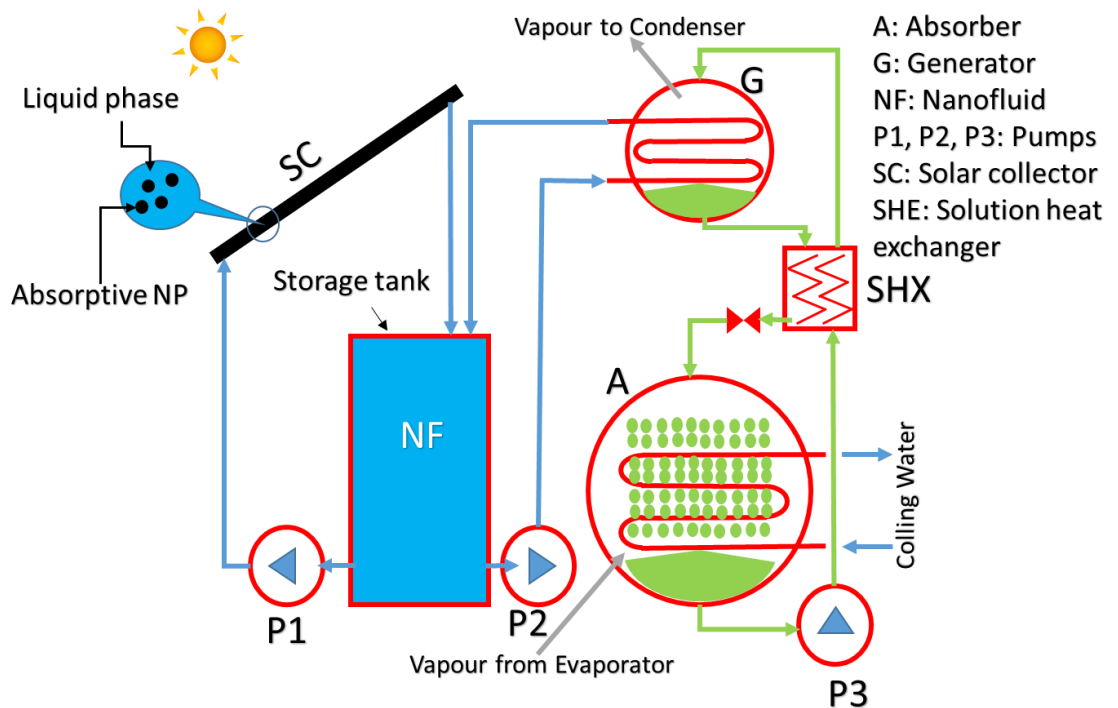 Vapour to Condenser
A: Absorber
G: Generator
NF: Nanofluid
P1, P2, P3: Pumps
SC: Solar collector
SHE: Solution heat
exchanger
Liquid phase
G
SC
Absorptive NP
Storage tank
SHX
A
NF
Colling Water
P1
P2
Vapour from Evaporator
P3